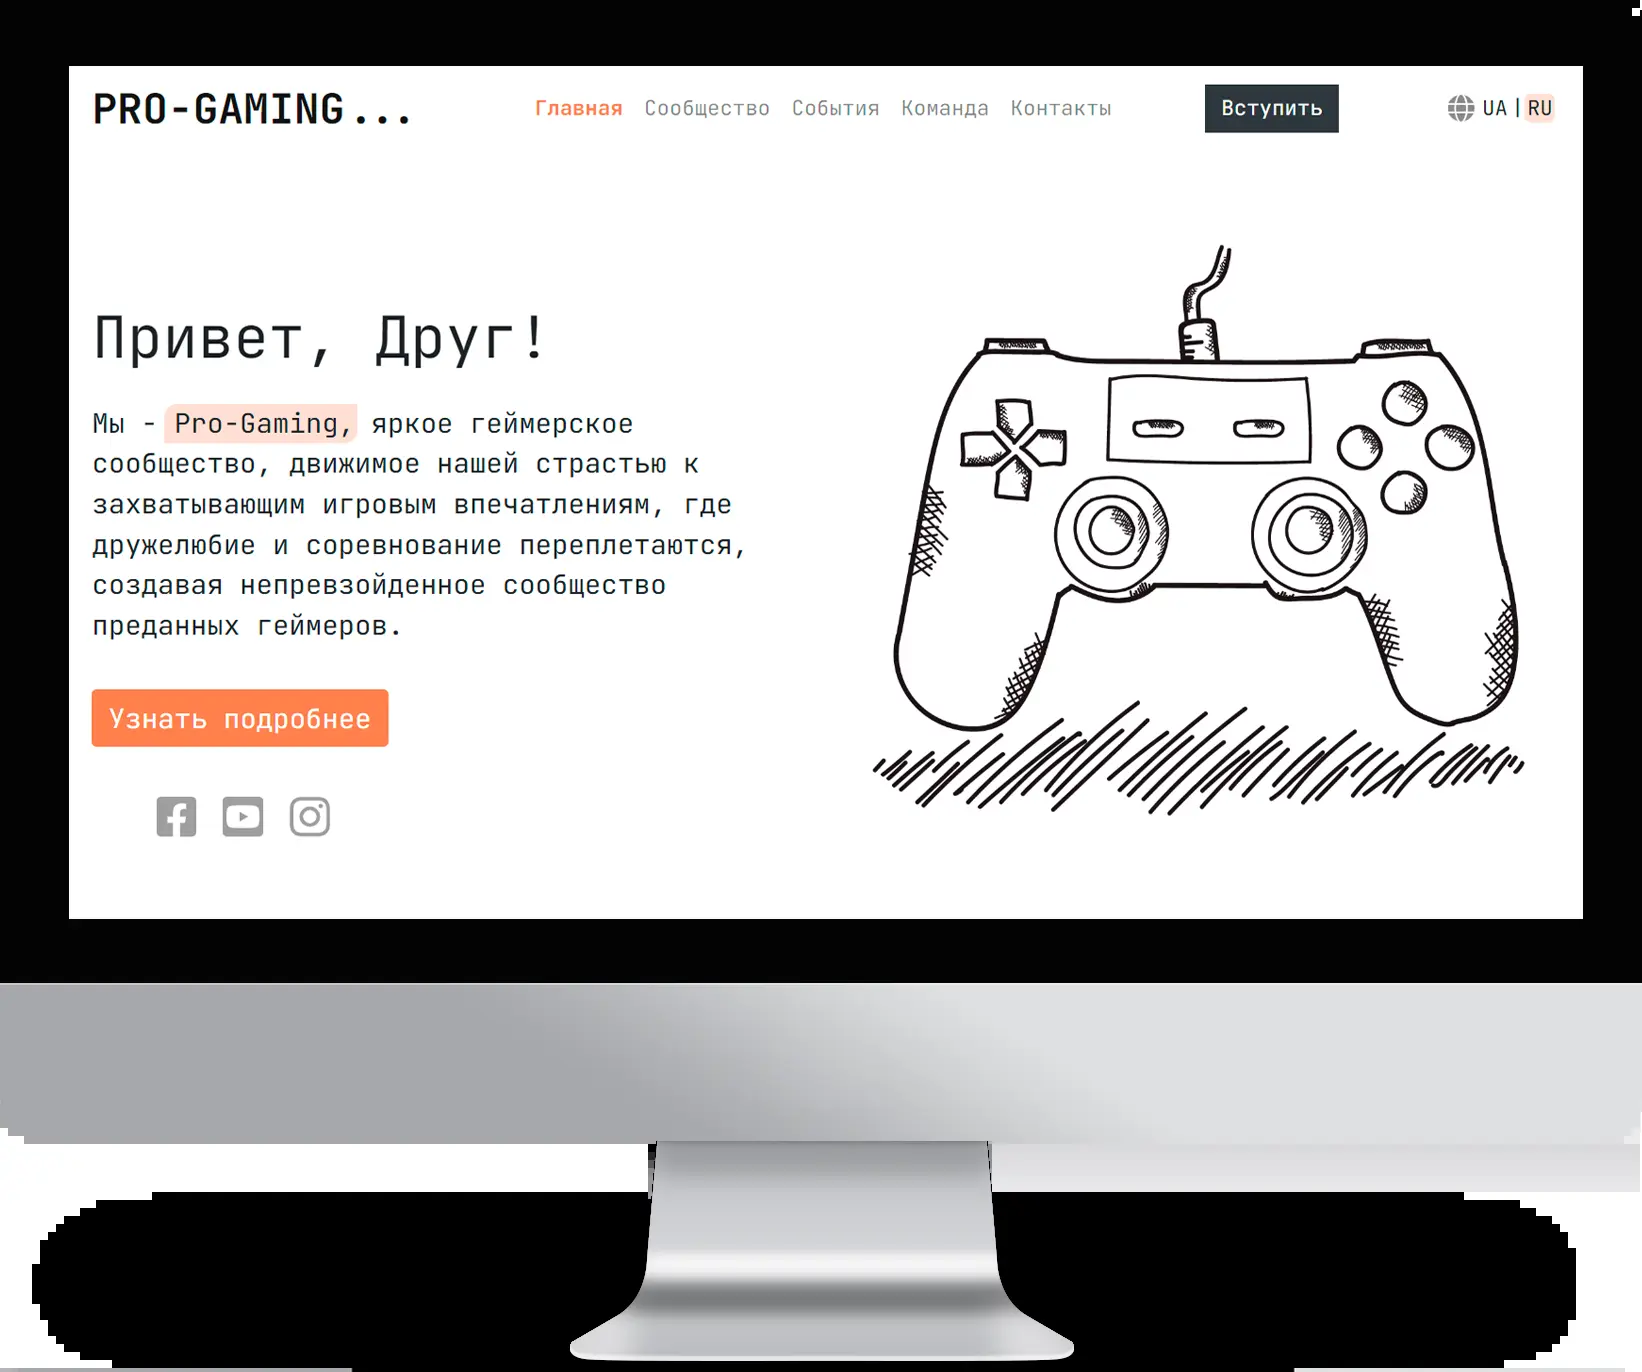 PRO-GAMING...
Главная Сообщество События Команда Контакты
Вступить
UA | RU
Привет, Друг!
Мы - Pro-Gaming, яркое геймерское
сообщество, движимое нашей страстью к
захватывающим игровым впечатлениям, где
дружелюбие и соревнование переплетаются,
создавая непревзойденное сообщество
преданных геймеров.
Узнать подробнее